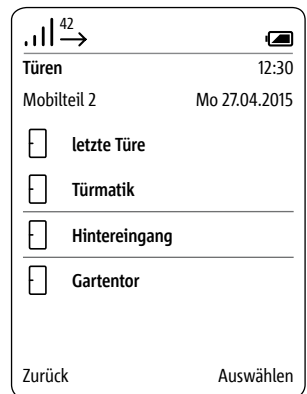 42
Türen 12:30
Mobilteil 2 Mo 27.04.2015
letzte Türe
Türmatik
Hintereingang
Gartentor
Zurück Auswählen